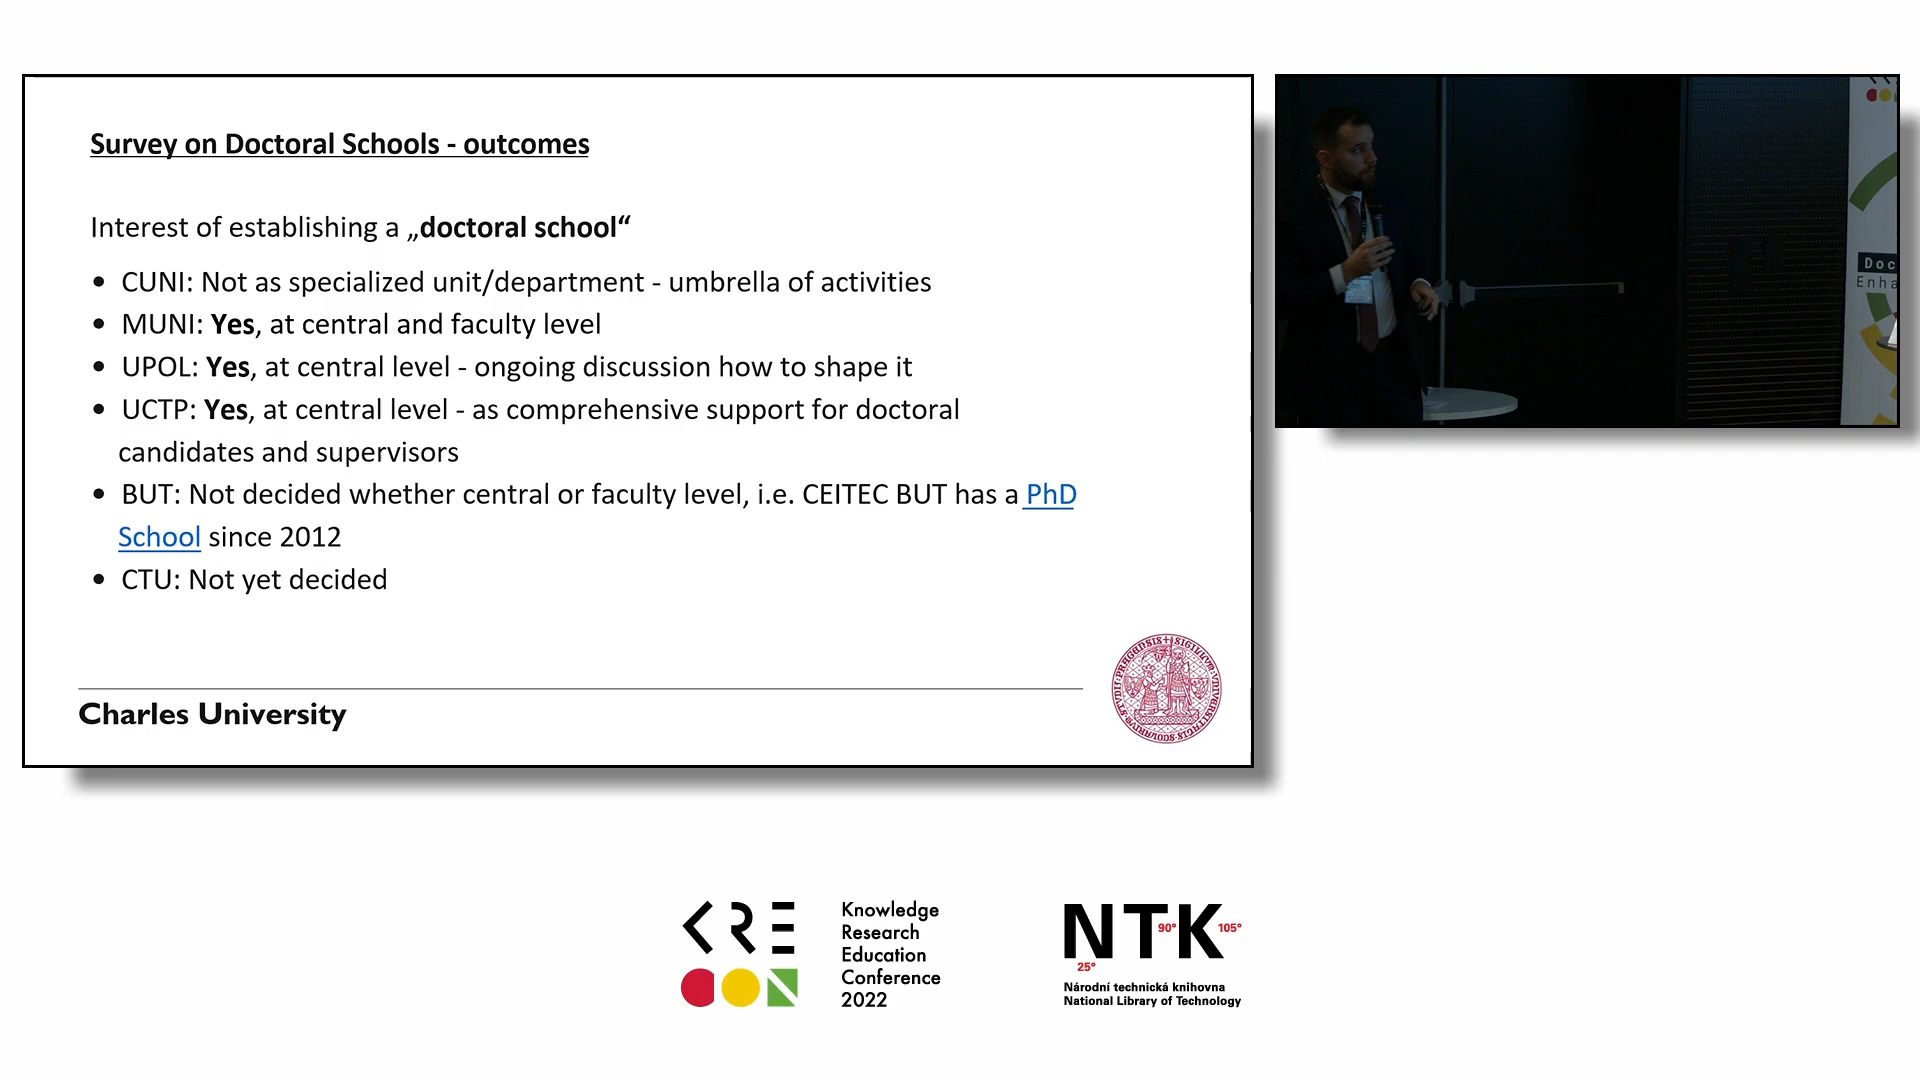 Survey on Doctoral Schools - outcomes
Interest of establishing a „doctoral school“
• CUNI: Not as specialized unit/department - umbrella of activities
• MUNI: Yes, at central and faculty level
• UPOL: Yes, at central level - ongoing discussion how to shape it
• UCTP: Yes, at central level - as comprehensive support for doctoral
candidates and supervisors
• BUT: Not decided whether central or faculty level, i.e. CEITEC BUT has a PhD
School since 2012
• CTU: Not yet decided
Charles University
Doc
Enha
KRE
CON
Knowledge
Research
Education
Conference
2022
NTK
90°
105°
25°
Národní technická knihovna
National Library of Technology